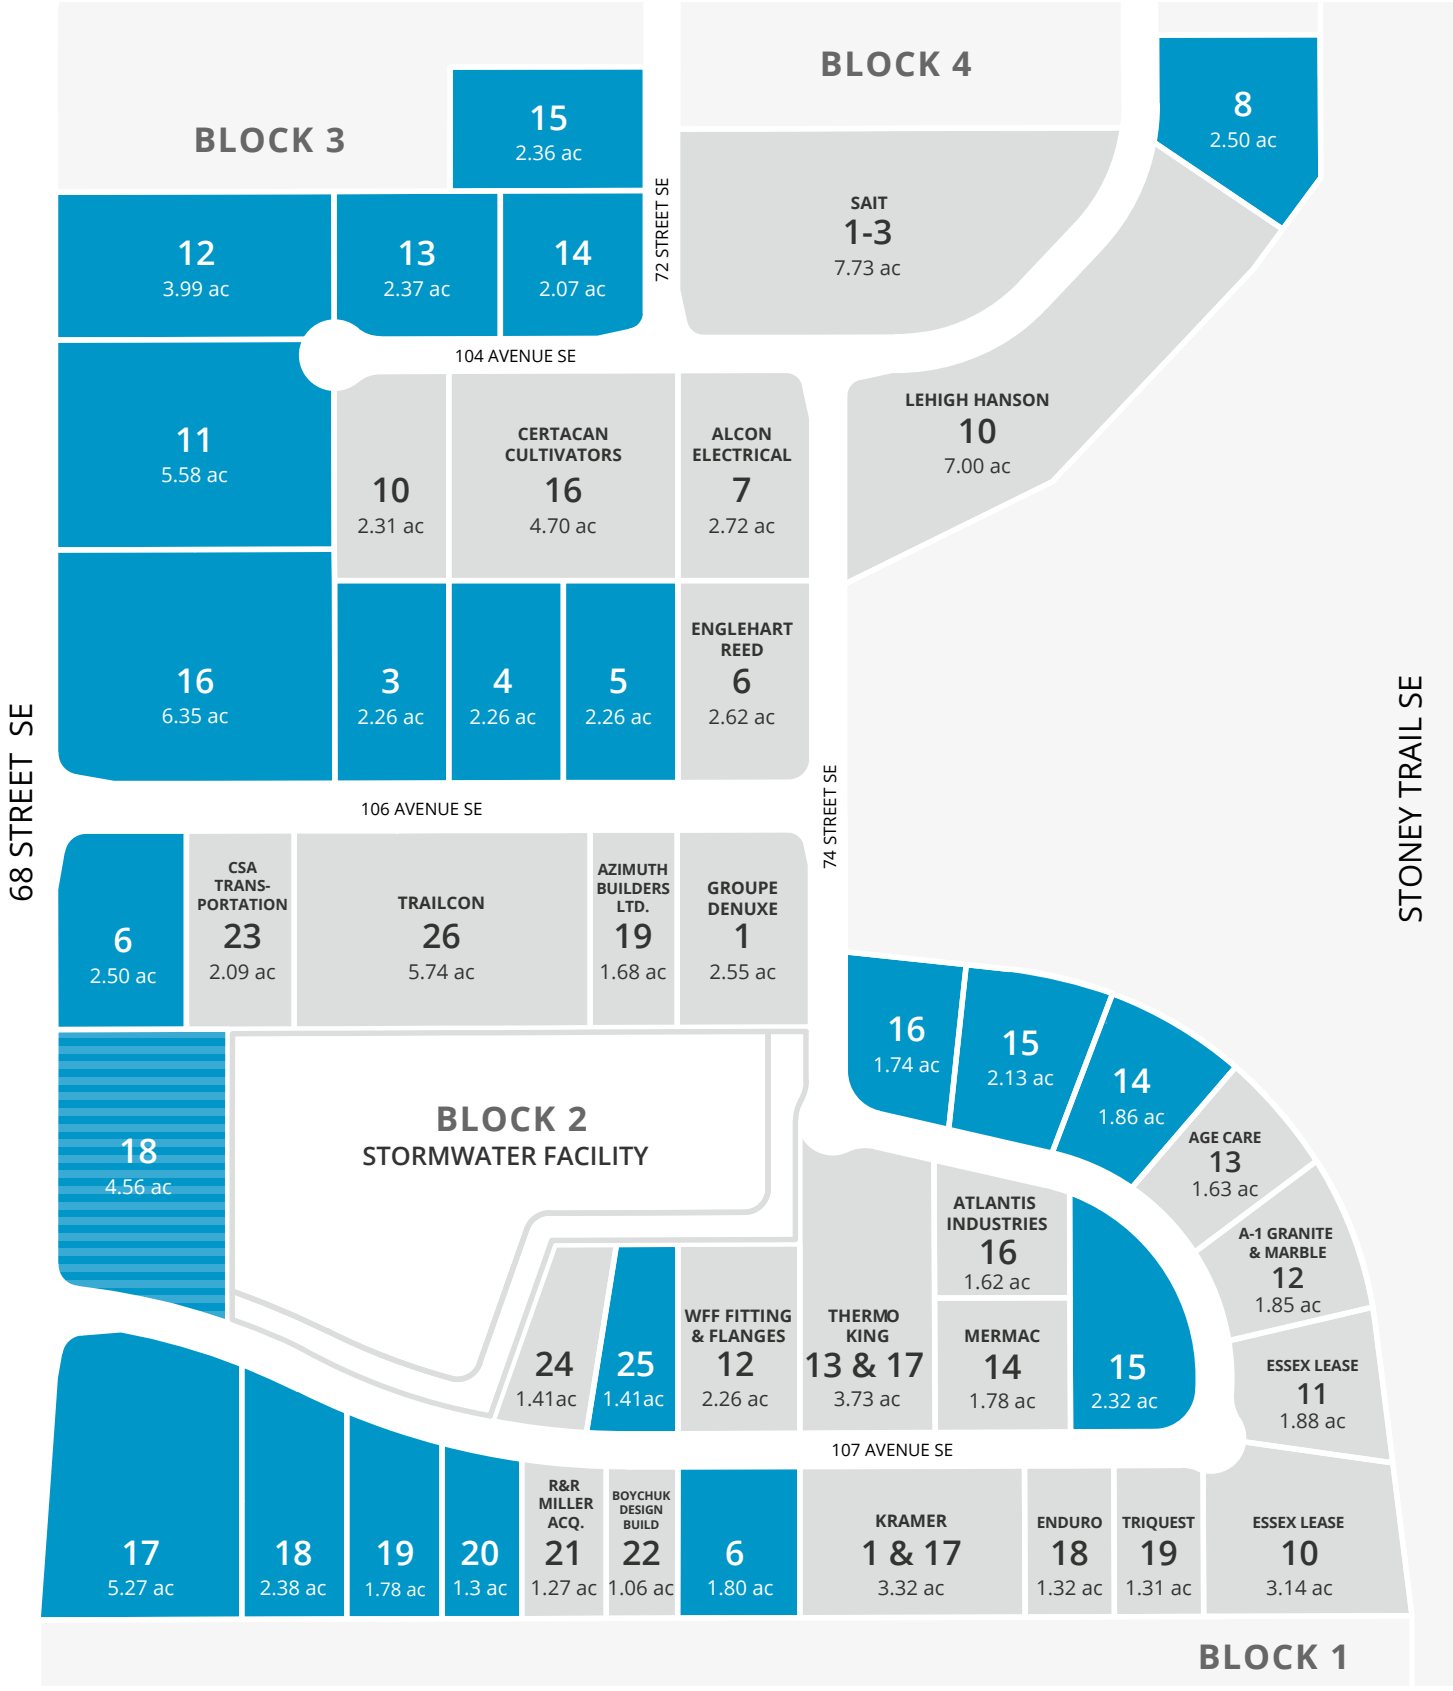 BLOCK 4
8
2.50 ac
BLOCK 3
15
2.36 ac
72 STREET SE
SAIT
1-3
7.73 ac
12
3.99 ac
13
2.37 ac
14
2.07 ac
104 AVENUE SE
11
5.58 ac
10
2.31 ac
CERTACAN
CULTIVATORS
16
4.70 ac
ALCON
ELECTRICAL
7
2.72 ac
LEHIGH HANSON
10
7.00 ac
16
6.35 ac
3
2.26 ac
4
2.26 ac
5
2.26 ac
ENGLEHART
REED
6
2.62 ac
68 STREET SE
STONEY TRAIL SE
106 AVENUE SE
74 STREET SE
6
2.50 ac
CSA
TRANS-
PORTATION
23
2.09 ac
TRAILCON
26
5.74 ac
AZIMUTH
BUILDERS
LTD.
19
1.68 ac
GROUPE
DENUXE
1
2.55 ac
16
1.74 ac
15
2.13 ac
14
1.86 ac
AGE CARE
13
1.63 ac
18
4.56 ac
BLOCK 2
STORMWATER FACILITY
A-1 GRANITE
& MARBLE
12
1.85 ac
24
1.41ac
25
1.41ac
WFF FITTING
& FLANGES
12
2.26 ac
THERMO
KING
13 & 17
3.73 ac
ATLANTIS
INDUSTRIES
16
1.62 ac
MERMAC
14
1.78 ac
15
2.32 ac
ESSEX LEASE
11
1.88 ac
107 AVENUE SE
17
5.27 ac
18
2.38 ac
19
1.78 ac
20
1.3 ac
R&R
MILLER
ACQ.
21
1.27 ac
BOYCHUK
DESIGN
BUILD
22
1.06 ac
6
1.80 ac
KRAMER
1 & 17
3.32 ac
ENDURO
18
1.32 ac
TRIQUEST
19
1.31 ac
ESSEX LEASE
10
3.14 ac
BLOCK 1